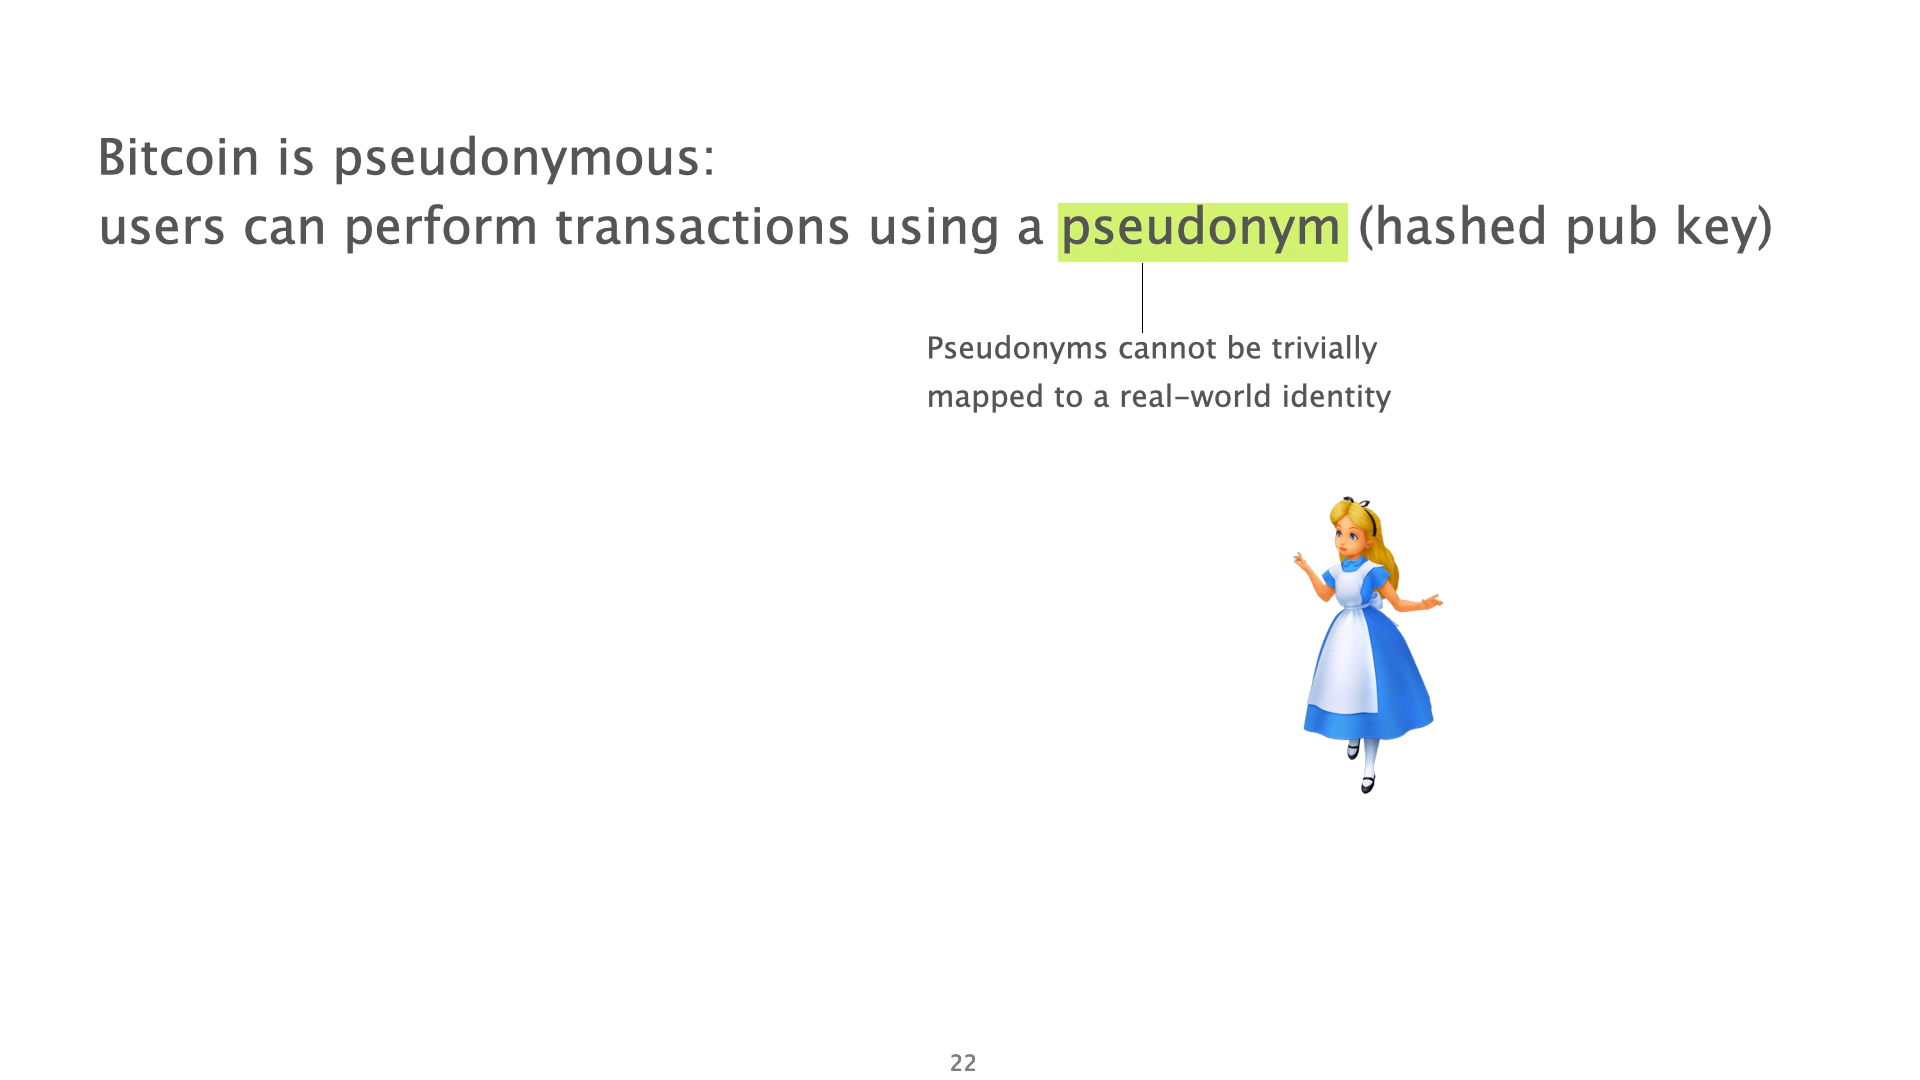 Bitcoin is pseudonymous:
users can perform transactions using a pseudonym (hashed pub key)
Pseudonyms cannot be trivially
mapped to a real-world identity
22